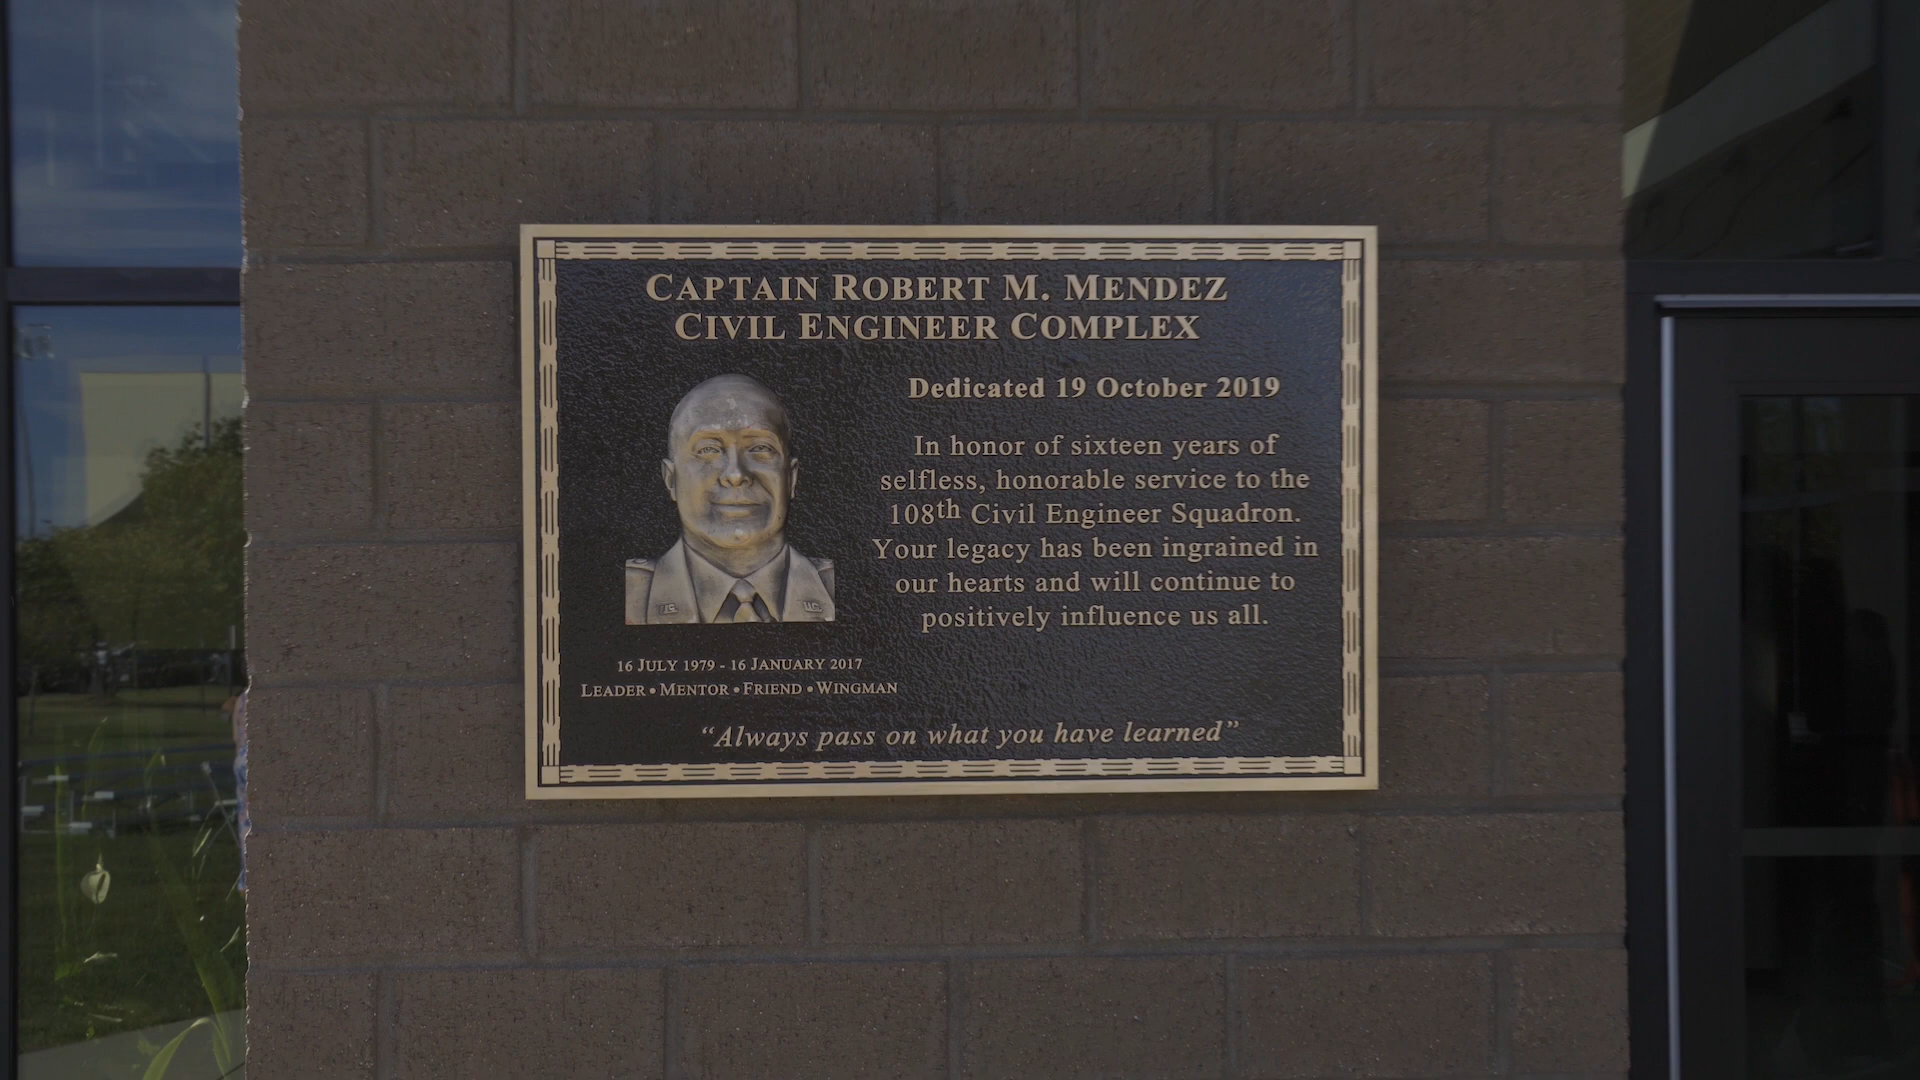 CAPTAIN ROBERT M. MENDEZ
CIVIL ENGINEER COMPLEX
Dedicated 19 October 2019
In honor of sixteen years of
selfless, honorable service to the
108th Civil Engineer Squadron.
Your legacy has been ingrained in
our hearts and will continue to
positively influence us all.
16 JULY 1979 - 16 JANUARY 2017
LEADER • MENTOR • FRIEND • WINGMAN
“Always pass on what you have learned”